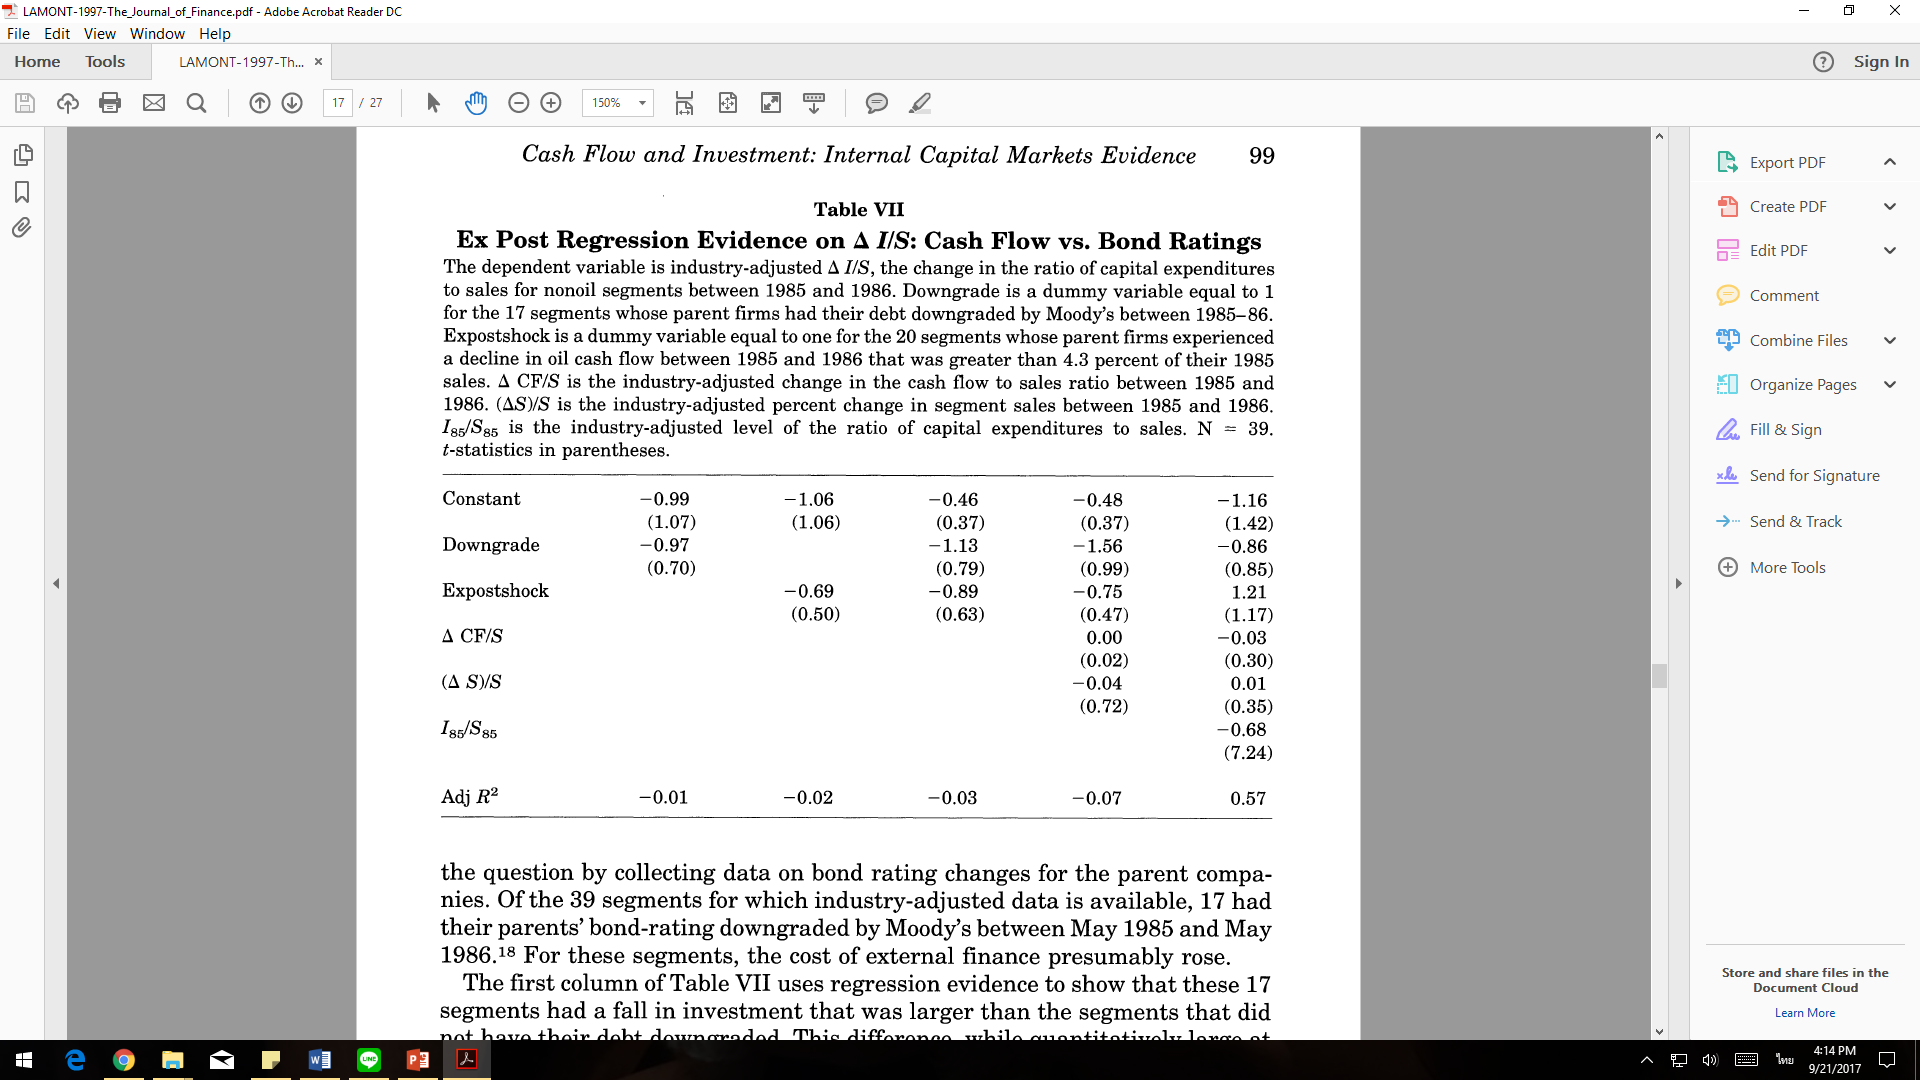 LAMONT-1997-The_Journal_of_Finance.pdf - Adobe Acrobat Reader DC
File Edit View Window Help
Home Tools LAMONT-1997-Th... × Sign In
17 / 27 150%
Cash Flow and Investment: Internal Capital Markets Evidence 99
Table VII
Ex Post Regression Evidence on Δ I/S: Cash Flow vs. Bond Ratings
The dependent variable is industry-adjusted Δ I/S, the change in the ratio of capital expenditures
to sales for nonoil segments between 1985 and 1986. Downgrade is a dummy variable equal to 1
for the 17 segments whose parent firms had their debt downgraded by Moody's between 1985–86.
Expostshock is a dummy variable equal to one for the 20 segments whose parent firms experienced
a decline in oil cash flow between 1985 and 1986 that was greater than 4.3 percent of their 1985
sales. Δ CF/S is the industry-adjusted change in the cash flow to sales ratio between 1985 and
1986. (ΔS)/S is the industry-adjusted percent change in segment sales between 1985 and 1986.
I85/S85 is the industry-adjusted level of the ratio of capital expenditures to sales. N = 39.
t-statistics in parentheses.
Constant −0.99 −1.06 −0.46 −0.48 −1.16
(1.07) (1.06) (0.37) (0.37) (1.42)
Downgrade −0.97 −1.13 −1.56 −0.86
(0.70) (0.79) (0.99) (0.85)
Expostshock −0.69 −0.89 −0.75 1.21
(0.50) (0.63) (0.47) (1.17)
Δ CF/S 0.00 −0.03
(0.02) (0.30)
(Δ S)/S −0.04 0.01
(0.72) (0.35)
I85/S85 −0.68
(7.24)
Adj R² −0.01 −0.02 −0.03 −0.07 0.57
the question by collecting data on bond rating changes for the parent compa-
nies. Of the 39 segments for which industry-adjusted data is available, 17 had
their parents' bond-rating downgraded by Moody's between May 1985 and May
1986.18 For these segments, the cost of external finance presumably rose.
The first column of Table VII uses regression evidence to show that these 17
segments had a fall in investment that was larger than the segments that did
not have their debt downgraded. This difference, while quantitatively large at
Export PDF
Create PDF
Edit PDF
Comment
Combine Files
Organize Pages
Fill & Sign
Send for Signature
Send & Track
More Tools
Store and share files in the
Document Cloud
Learn More
LINE
ไทย
4:14 PM
9/21/2017